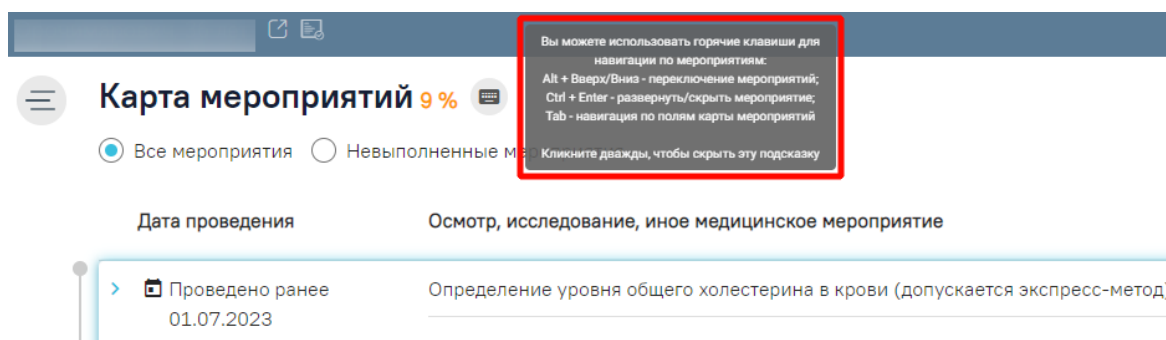 Вы можете использовать горячие клавиши для
навигации по мероприятиям:
Alt + Вверх/Вниз - переключение мероприятий;
Ctrl + Enter - развернуть/скрыть мероприятие;
Tab - навигация по полям карты мероприятий
Кликните дважды, чтобы скрыть эту подсказку
Карта мероприятий 9 %
Все мероприятия Невыполненные
Дата проведения Осмотр, исследование, иное медицинское мероприятие
Проведено ранее Определение уровня общего холестерина в крови (допускается экспресс-метод)
01.07.2023